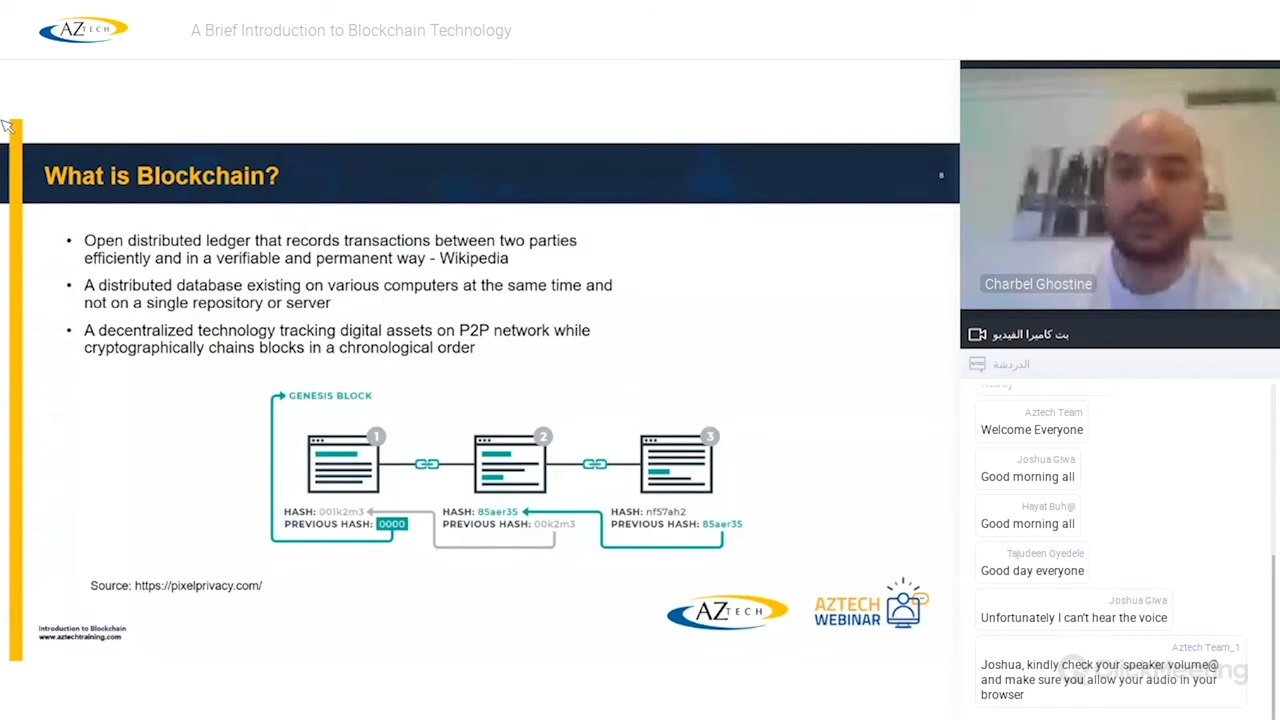 AZTECH
A Brief Introduction to Blockchain Technology
What is Blockchain?
8
• Open distributed ledger that records transactions between two parties
efficiently and in a verifiable and permanent way - Wikipedia
• A distributed database existing on various computers at the same time and
not on a single repository or server
• A decentralized technology tracking digital assets on P2P network while
cryptographically chains blocks in a chronological order
GENESIS BLOCK
1
2
3
HASH: 001k2m3
PREVIOUS HASH: 0000
HASH: 85aer35
PREVIOUS HASH: 00k2m3
HASH: nf57ah2
PREVIOUS HASH: 85aer35
Source: https://pixelprivacy.com/
Introduction to Blockchain
www.aztechtraining.com
AZTECH
AZTECH
WEBINAR
Charbel Ghostine
بت كاميرا الفيديو
الدردشة
Aztech Team
Welcome Everyone
Joshua Giwa
Good morning all
Hayat Buhijji
Good morning all
Tajudeen Oyedele
Good day everyone
Joshua Giwa
Unfortunately I can't hear the voice
Aztech Team_1
Joshua, kindly check your speaker volume@
and make sure you allow your audio in your
browser
ClickMeeting